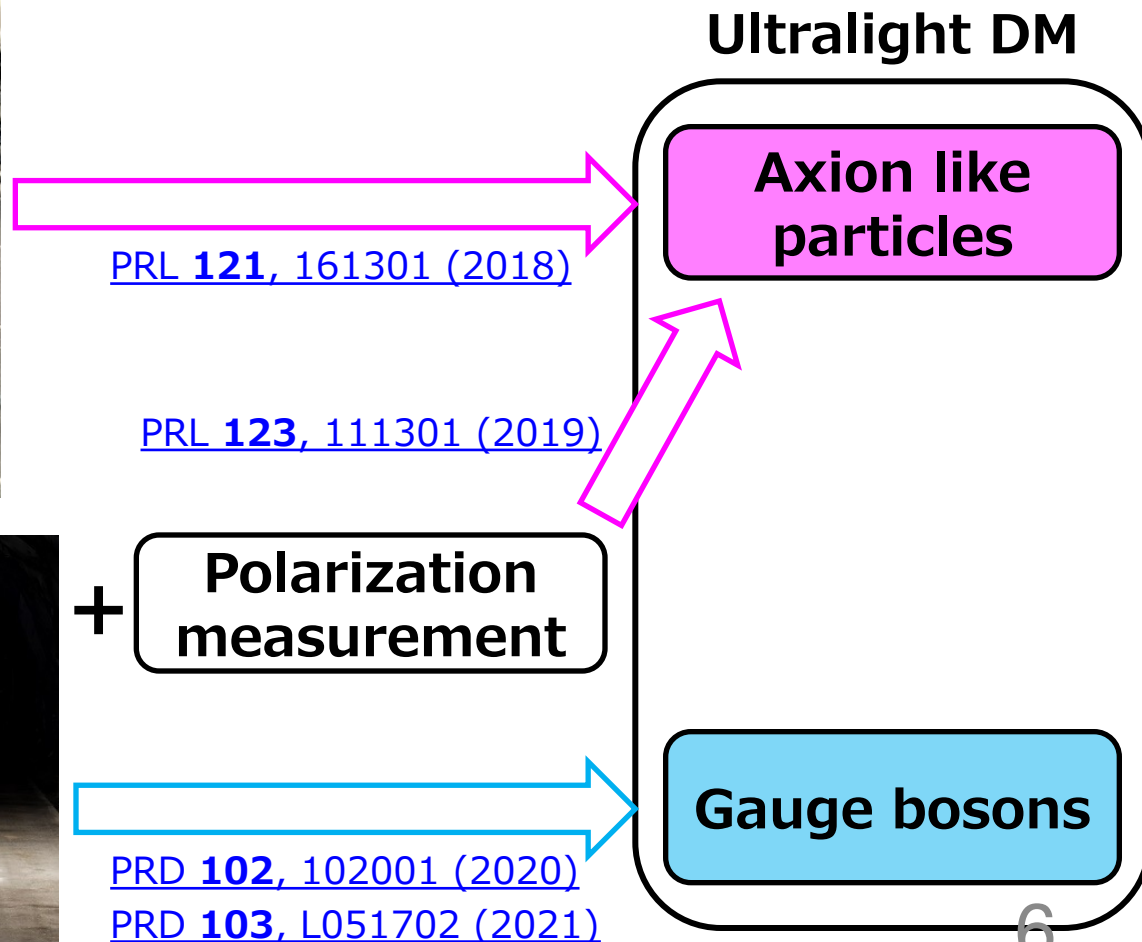 Ultralight DM
Axion like
particles
PRL 121, 161301 (2018)
PRL 123, 111301 (2019)
+
Polarization
measurement
Gauge bosons
PRD 102, 102001 (2020)
PRD 103, L051702 (2021)
6